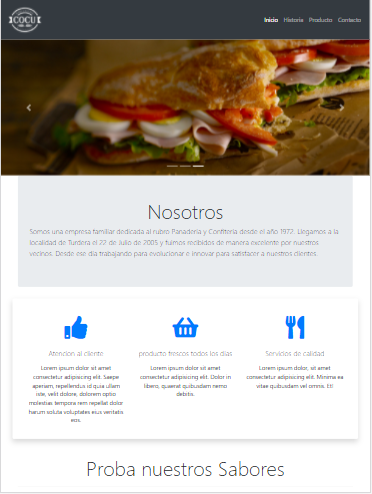 COCU
Inicio Historia Producto Contacto
Nosotros
Somos una empresa familiar dedicada al rubro Panaderia y Confiteria desde el año 1972. Llegamos a la
localidad de Turdera el 22 de Julio de 2005 y fuimos recibidos de manera excelente por nuestros
vecinos. Desde ese dia trabajando para evolucionar e innovar para satisfacer a nuestros clientes.
Atencion al cliente
Lorem ipsum dolor sit amet
consectetur adipisicing elit. Saepe
aperiam, repellendus id quia ullam
iste, velit dolore, dolorem optio
molestias tempora rem repellat dolor
harum soluta voluptates eius veritatis
eos.
producto frescos todos los dias
Lorem ipsum dolor sit amet
consectetur adipisicing elit. Dolor in
libero, quaerat quibusdam nemo
debitis.
Servicios de calidad
Lorem ipsum dolor, sit amet
consectetur adipisicing elit. Minima ea
vitae quibusdam vel omnis. Et!
Proba nuestros Sabores